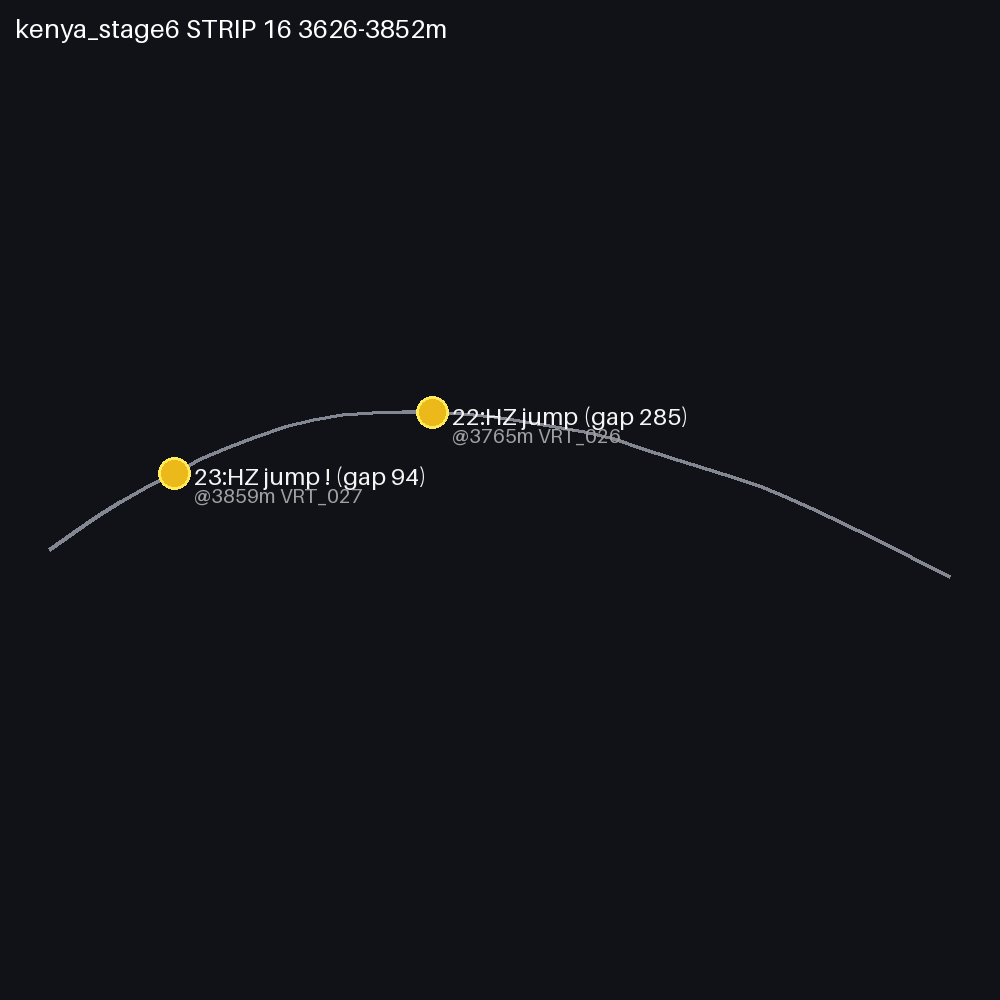 kenya_stage6 STRIP 16 3626-3852m
22:HZ jump (gap 285)
@3765m VRT_026
23:HZ jump ! (gap 94)
@3859m VRT_027